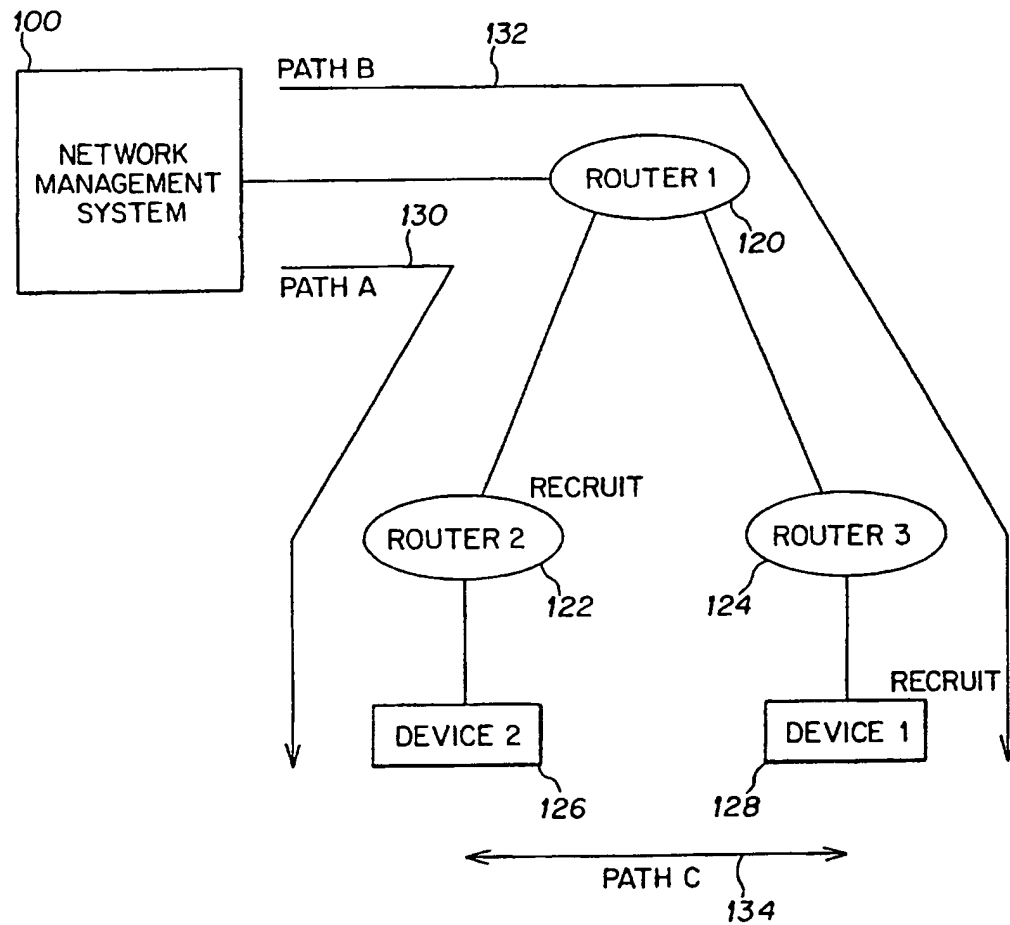 100
132
PATH B
NETWORK
MANAGEMENT
SYSTEM
ROUTER 1
120
130
PATH A
RECRUIT
ROUTER 2
122
ROUTER 3
124
RECRUIT
DEVICE 2
126
DEVICE 1
128
PATH C
134